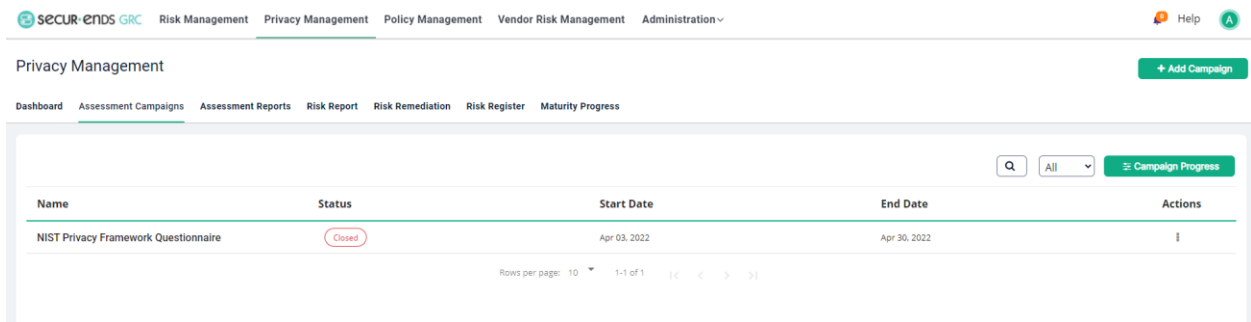 SECUR-ENDS GRC Risk Management Privacy Management Policy Management Vendor Risk Management Administration Help A
Privacy Management
+ Add Campaign
Dashboard Assessment Campaigns Assessment Reports Risk Report Risk Remediation Risk Register Maturity Progress
All Campaign Progress
Name Status Start Date End Date Actions
NIST Privacy Framework Questionnaire Closed Apr 03, 2022 Apr 30, 2022
Rows per page: 10 1-1 of 1 |< < > >|